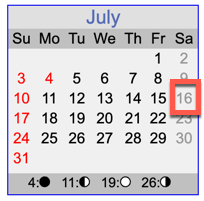 July
Su Mo Tu We Th Fr Sa
1 2
3 4 5 6 7 8 9
10 11 12 13 14 15 16
17 18 19 20 21 22 23
24 25 26 27 28 29 30
31
4:● 11:◐ 19:○ 26:◑